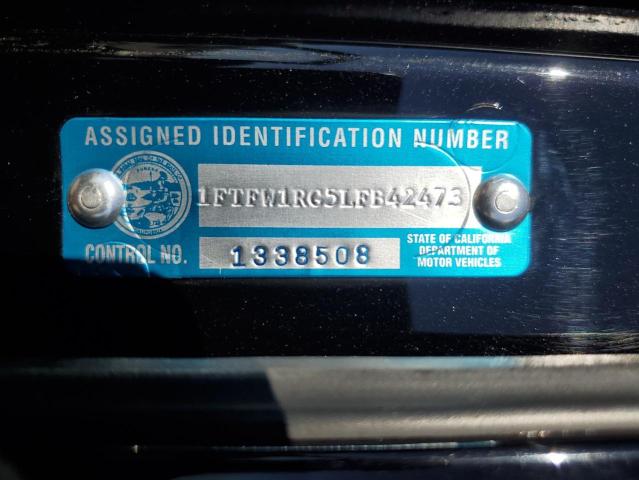 ASSIGNED IDENTIFICATION NUMBER
1FTFW1RG5LFB42473
CONTROL NO. 1338508
STATE OF CALIFORNIA
DEPARTMENT OF
MOTOR VEHICLES